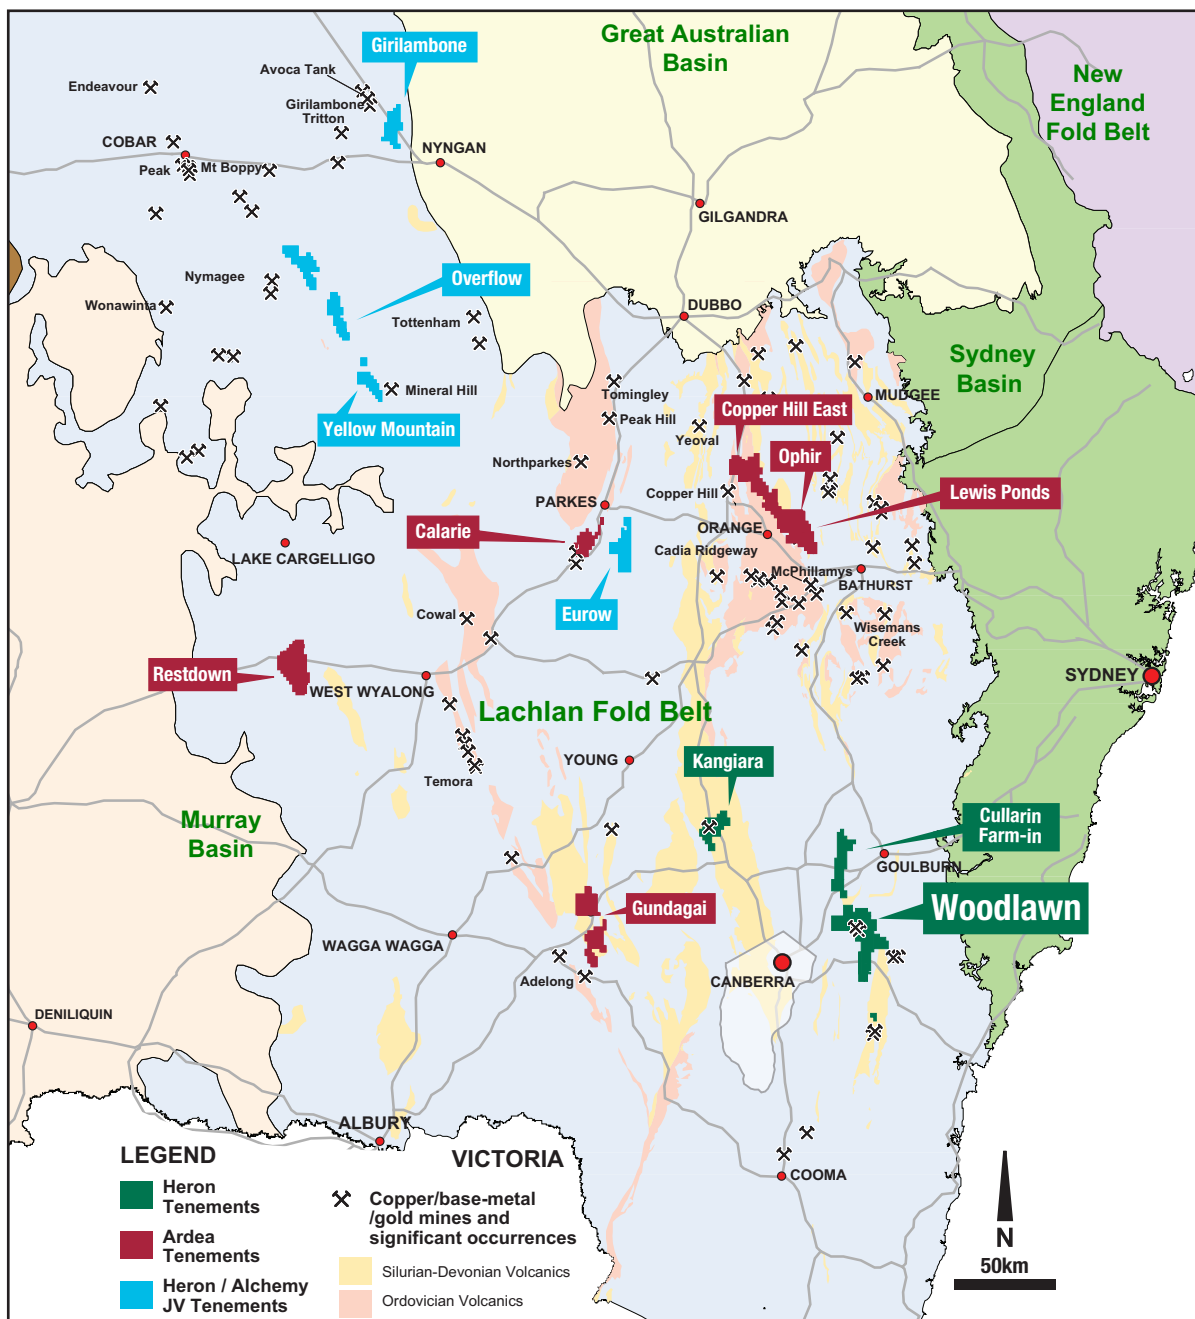 Girilambone
Great Australian
Basin
New
England
Fold Belt
Avoca Tank
Endeavour
Girilambone
Tritton
COBAR
Peak
Mt Boppy
NYNGAN
GILGANDRA
Overflow
Nymagee
Wonawinta
Tottenham
DUBBO
Sydney
Basin
Mineral Hill
Tomingley
MUDGEE
Yellow Mountain
Copper Hill East
Peak Hill
Yeoval
Ophir
Northparkes
Copper Hill
Lewis Ponds
PARKES
Calarie
ORANGE
LAKE CARGELLIGO
Cadia Ridgeway
McPhillamys
BATHURST
Eurow
Cowal
Wisemans
Creek
Restdown
SYDNEY
WEST WYALONG
Lachlan Fold Belt
YOUNG
Kangiara
Temora
Murray
Basin
Cullarin
Farm-in
GOULBURN
Woodlawn
Gundagai
WAGGA WAGGA
Adelong
CANBERRA
DENILIQUIN
ALBURY
LEGEND
VICTORIA
COOMA
Heron
Tenements
Ardea
Tenements
Heron / Alchemy
JV Tenements
Copper/base-metal
/gold mines and
significant occurrences
Silurian-Devonian Volcanics
Ordovician Volcanics
N
50km